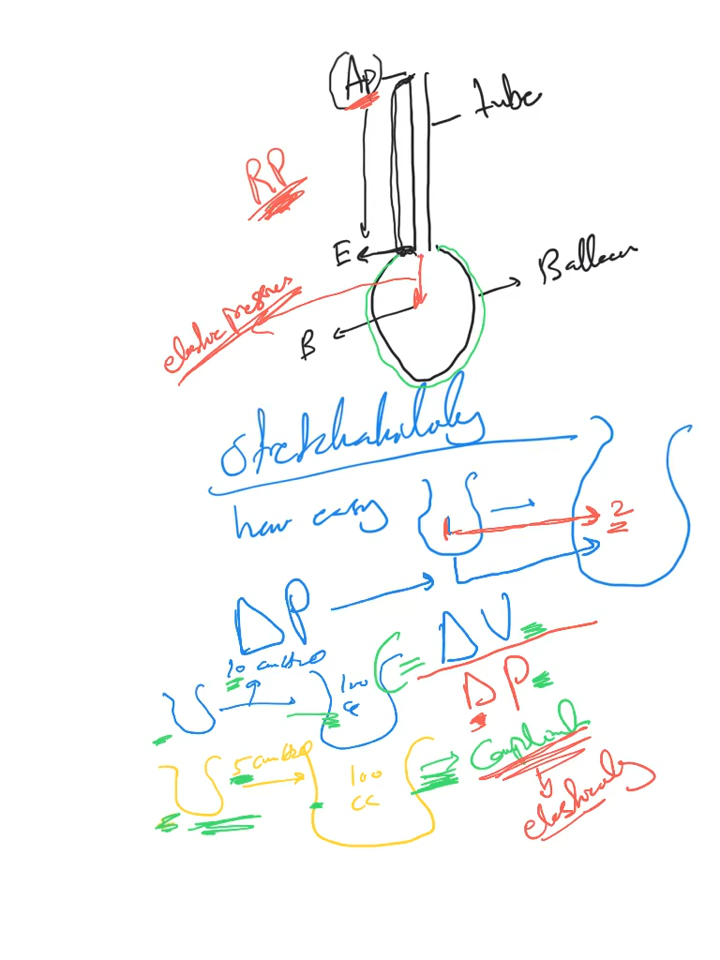 AP
tube
RP
E
Balloon
elastic pressures
B
Stretchability
how easy
2
ΔP
C = ΔV
ΔP
10 cmH2O
100
cc
5 cmH2O
100
cc
Compliance
elasticity